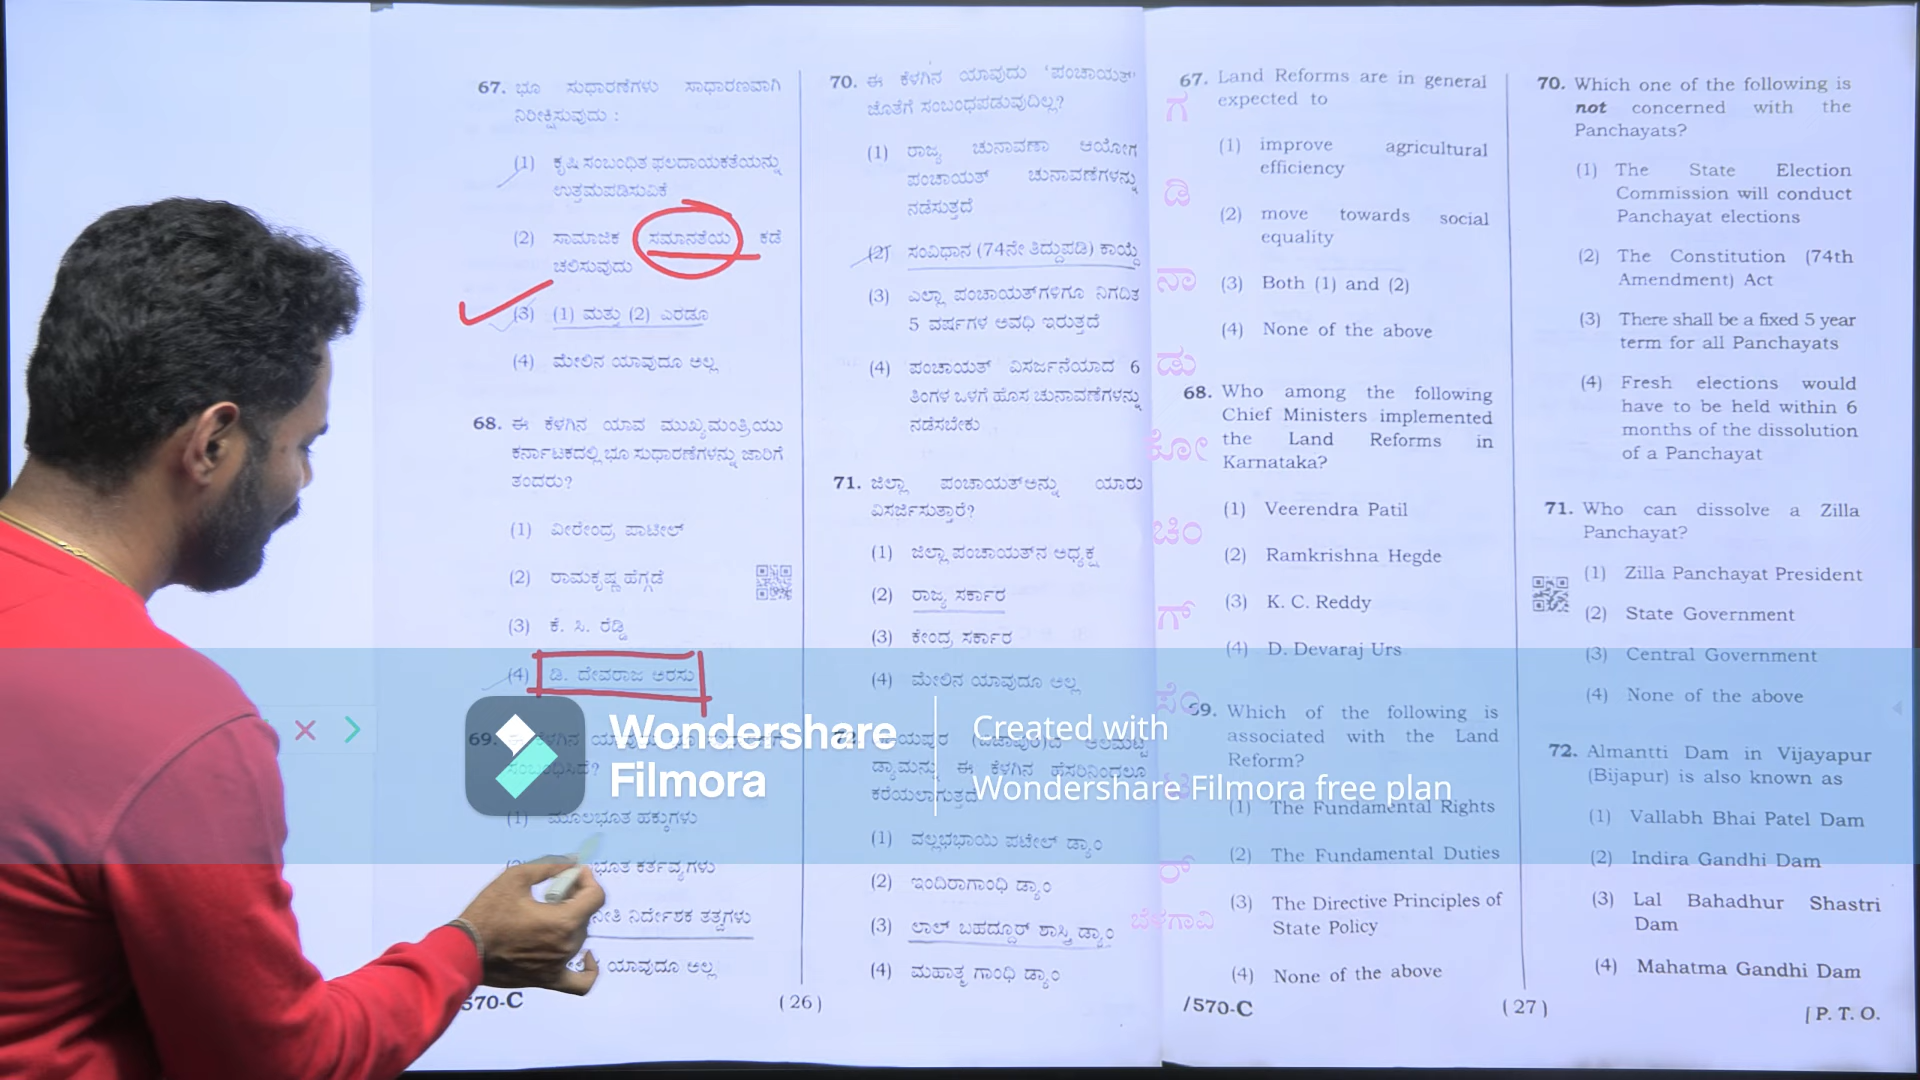 67. ಭೂ ಸುಧಾರಣೆಗಳು ಸಾಧಾರಣವಾಗಿ
ನಿರೀಕ್ಷಿಸುವುದು :
(1) ಕೃಷಿ ಸಂಬಂಧಿತ ಫಲದಾಯಕತೆಯನ್ನು
ಉತ್ತಮಪಡಿಸುವಿಕೆ
(2) ಸಾಮಾಜಿಕ ಸಮಾನತೆಯ ಕಡೆ
ಚಲಿಸುವುದು
(3) (1) ಮತ್ತು (2) ಎರಡೂ
(4) ಮೇಲಿನ ಯಾವುದೂ ಅಲ್ಲ
68. ಈ ಕೆಳಗಿನ ಯಾವ ಮುಖ್ಯಮಂತ್ರಿಯು
ಕರ್ನಾಟಕದಲ್ಲಿ ಭೂ ಸುಧಾರಣೆಗಳನ್ನು ಜಾರಿಗೆ
ತಂದರು?
(1) ವೀರೇಂದ್ರ ಪಾಟೀಲ್
(2) ರಾಮಕೃಷ್ಣ ಹೆಗ್ಗಡೆ
(3) ಕೆ. ಸಿ. ರೆಡ್ಡಿ
(4) ಡಿ. ದೇವರಾಜ ಅರಸು
69. ಕೆಳಗಿನ
ಸಂಬಂಧಿಸಿದೆ?
(1) ಮೂಲಭೂತ ಹಕ್ಕುಗಳು
ಭೂತ ಕರ್ತವ್ಯಗಳು
ನೀತಿ ನಿರ್ದೇಶಕ ತತ್ವಗಳು
ಯಾವುದೂ ಅಲ್ಲ
570-C
(26)
70. ಈ ಕೆಳಗಿನ ಯಾವುದು 'ಪಂಚಾಯತ್'
ಜೊತೆಗೆ ಸಂಬಂಧಪಡುವುದಿಲ್ಲ?
(1) ರಾಜ್ಯ ಚುನಾವಣಾ ಆಯೋಗ
ಪಂಚಾಯತ್ ಚುನಾವಣೆಗಳನ್ನು
ನಡೆಸುತ್ತದೆ
(2) ಸಂವಿಧಾನ (74ನೇ ತಿದ್ದುಪಡಿ) ಕಾಯ್ದೆ
(3) ಎಲ್ಲಾ ಪಂಚಾಯತ್‌ಗಳಿಗೂ ನಿಗದಿತ
5 ವರ್ಷಗಳ ಅವಧಿ ಇರುತ್ತದೆ
(4) ಪಂಚಾಯತ್ ವಿಸರ್ಜನೆಯಾದ 6
ತಿಂಗಳ ಒಳಗೆ ಹೊಸ ಚುನಾವಣೆಗಳನ್ನು
ನಡೆಸಬೇಕು
71. ಜಿಲ್ಲಾ ಪಂಚಾಯತ್‌ಅನ್ನು ಯಾರು
ವಿಸರ್ಜಿಸುತ್ತಾರೆ?
(1) ಜಿಲ್ಲಾ ಪಂಚಾಯತ್‌ನ ಅಧ್ಯಕ್ಷ
(2) ರಾಜ್ಯ ಸರ್ಕಾರ
(3) ಕೇಂದ್ರ ಸರ್ಕಾರ
(4) ಮೇಲಿನ ಯಾವುದೂ ಅಲ್ಲ
ಡ್ಯಾಮನ್ನು ಈ ಕೆಳಗಿನ ಹೆಸರಿನಿಂದಲೂ
ಕರೆಯಲಾಗುತ್ತದೆ
(1) ವಲ್ಲಭಭಾಯಿ ಪಟೇಲ್ ಡ್ಯಾಂ
(2) ಇಂದಿರಾಗಾಂಧಿ ಡ್ಯಾಂ
(3) ಲಾಲ್ ಬಹದ್ದೂರ್ ಶಾಸ್ತ್ರಿ ಡ್ಯಾಂ
(4) ಮಹಾತ್ಮ ಗಾಂಧಿ ಡ್ಯಾಂ
67. Land Reforms are in general
expected to
(1) improve agricultural
efficiency
(2) move towards social
equality
(3) Both (1) and (2)
(4) None of the above
68. Who among the following
Chief Ministers implemented
the Land Reforms in
Karnataka?
(1) Veerendra Patil
(2) Ramkrishna Hegde
(3) K. C. Reddy
(4) D. Devaraj Urs
69. Which of the following is
associated with the Land
Reform?
(1) The Fundamental Rights
(2) The Fundamental Duties
(3) The Directive Principles of
State Policy
(4) None of the above
/570-C
(27)
70. Which one of the following is
not concerned with the
Panchayats?
(1) The State Election
Commission will conduct
Panchayat elections
(2) The Constitution (74th
Amendment) Act
(3) There shall be a fixed 5 year
term for all Panchayats
(4) Fresh elections would
have to be held within 6
months of the dissolution
of a Panchayat
71. Who can dissolve a Zilla
Panchayat?
(1) Zilla Panchayat President
(2) State Government
(3) Central Government
(4) None of the above
72. Almantti Dam in Vijayapur
(Bijapur) is also known as
(1) Vallabh Bhai Patel Dam
(2) Indira Gandhi Dam
(3) Lal Bahadhur Shastri
Dam
(4) Mahatma Gandhi Dam
[P. T. O.
ಗ
ಡಿ
ನಾ
ಡು
ಕೋ
ಚಿಂ
ಗ್
ಸೆಂ
ರ್
ಬೆಳಗಾವಿ
Wondershare
Filmora
Created with
Wondershare Filmora free plan